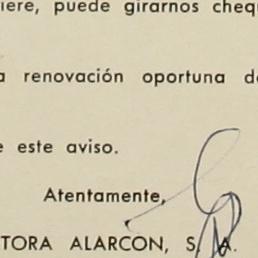 iere, puede girarnos cheq
a renovación oportuna d
e este aviso.
Atentamente,
TORA ALARCON, S. A.